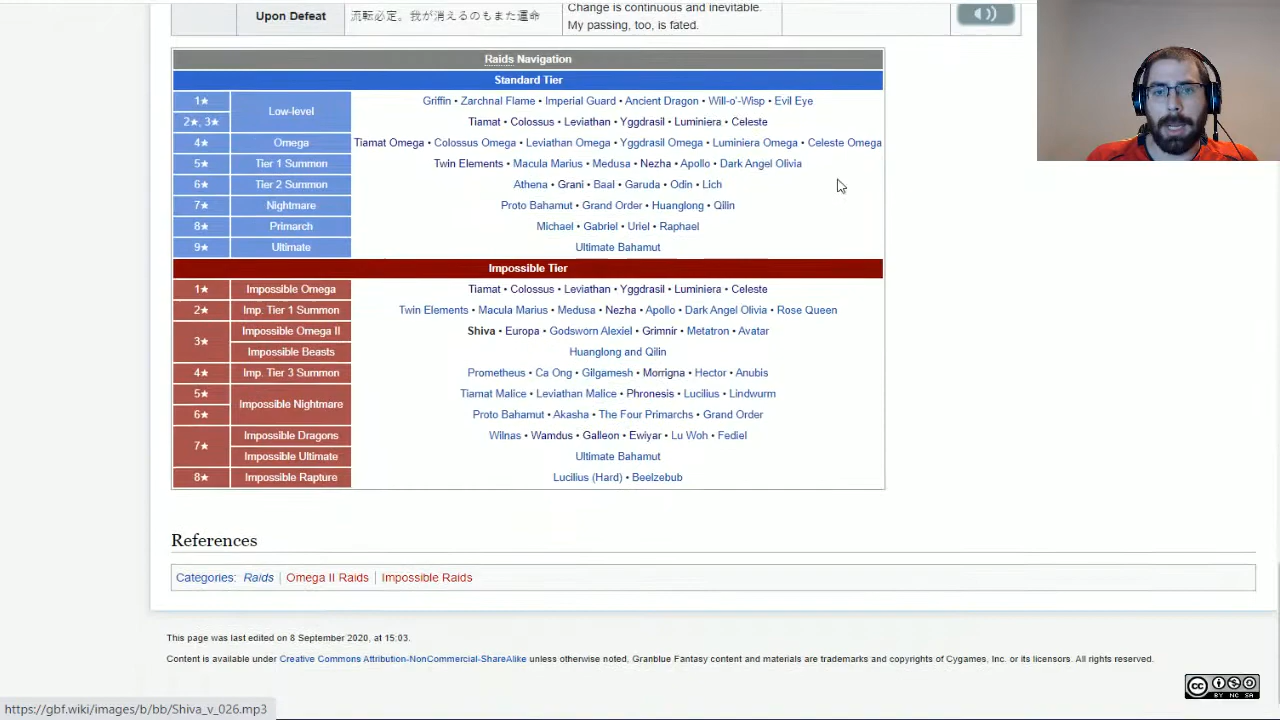 Upon Defeat 流転必定。我が消えるのもまた運命 Change is continuous and inevitable.
My passing, too, is fated.
Raids Navigation
Standard Tier
1★ Low-level Griffin • Zarchnal Flame • Imperial Guard • Ancient Dragon • Will-o'-Wisp • Evil Eye
2★, 3★ Tiamat • Colossus • Leviathan • Yggdrasil • Luminiera • Celeste
4★ Omega Tiamat Omega • Colossus Omega • Leviathan Omega • Yggdrasil Omega • Luminiera Omega • Celeste Omega
5★ Tier 1 Summon Twin Elements • Macula Marius • Medusa • Nezha • Apollo • Dark Angel Olivia
6★ Tier 2 Summon Athena • Grani • Baal • Garuda • Odin • Lich
7★ Nightmare Proto Bahamut • Grand Order • Huanglong • Qilin
8★ Primarch Michael • Gabriel • Uriel • Raphael
9★ Ultimate Ultimate Bahamut
Impossible Tier
1★ Impossible Omega Tiamat • Colossus • Leviathan • Yggdrasil • Luminiera • Celeste
2★ Imp. Tier 1 Summon Twin Elements • Macula Marius • Medusa • Nezha • Apollo • Dark Angel Olivia • Rose Queen
3★ Impossible Omega II Shiva • Europa • Godsworn Alexiel • Grimnir • Metatron • Avatar
Impossible Beasts Huanglong and Qilin
4★ Imp. Tier 3 Summon Prometheus • Ca Ong • Gilgamesh • Morrigna • Hector • Anubis
5★ Impossible Nightmare Tiamat Malice • Leviathan Malice • Phronesis • Lucilius • Lindwurm
6★ Proto Bahamut • Akasha • The Four Primarchs • Grand Order
7★ Impossible Dragons Wilnas • Wamdus • Galleon • Ewiyar • Lu Woh • Fediel
Impossible Ultimate Ultimate Bahamut
8★ Impossible Rapture Lucilius (Hard) • Beelzebub
References
Categories: Raids | Omega II Raids | Impossible Raids
This page was last edited on 8 September 2020, at 15:03.
Content is available under Creative Commons Attribution-NonCommercial-ShareAlike unless otherwise noted, Granblue Fantasy content and materials are trademarks and copyrights of Cygames, Inc. or its licensors. All rights reserved.
CC
BY NC SA
https://gbf.wiki/images/b/bb/Shiva_v_026.mp3